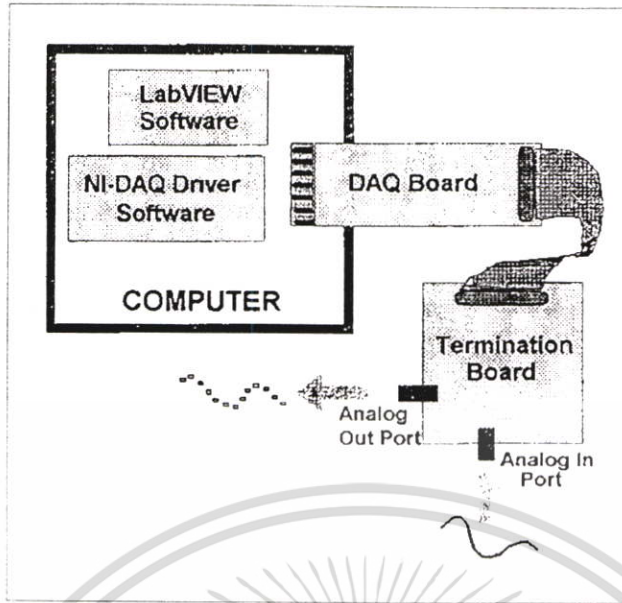 LabVIEW
Software
NI-DAQ Driver
Software
COMPUTER
DAQ Board
Termination
Board
Analog
Out Port
Analog In
Port